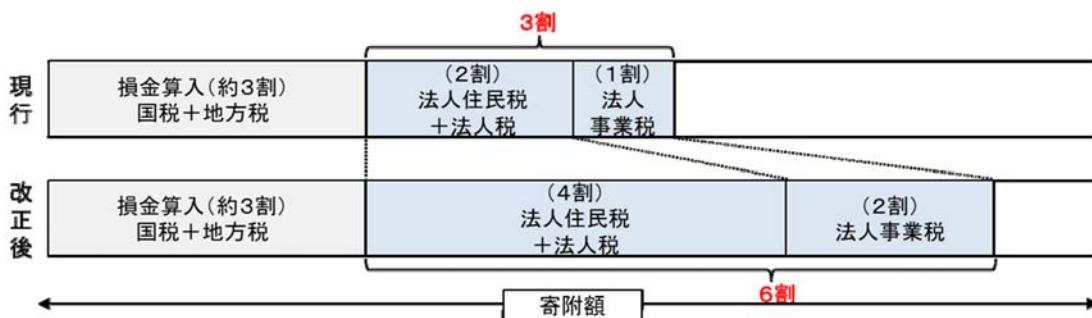 3割
現行
損金算入(約3割)
国税+地方税
(2割)
法人住民税
+法人税
(1割)
法人
事業税
改正後
損金算入(約3割)
国税+地方税
(4割)
法人住民税
+法人税
(2割)
法人事業税
6割
寄附額